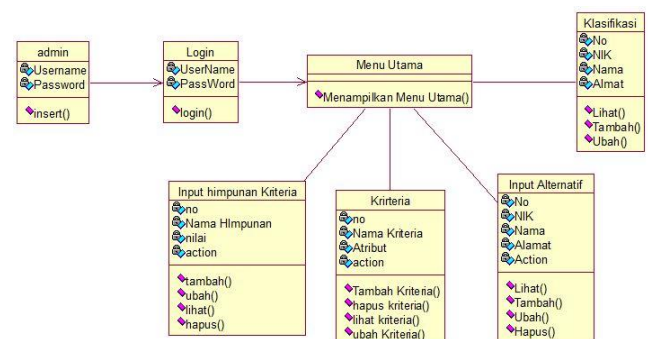 admin
Username
Password
insert()
Login
UserName
PassWord
login()
Menu Utama
Menampilkan Menu Utama()
Klasifikasi
No
NIK
Nama
Almat
Lihat()
Tambah()
Ubah()
Input himpunan Kriteria
no
Nama HImpunan
nilai
action
tambah()
ubah()
lihat()
hapus()
Krirteria
no
Nama Kriteria
Atribut
action
Tambah Kriteria()
hapus kriteria()
lihat kriteria()
ubah Kriteria()
Input Alternatif
No
NIK
Nama
Alamat
Action
Lihat()
Tambah()
Ubah()
Hapus()